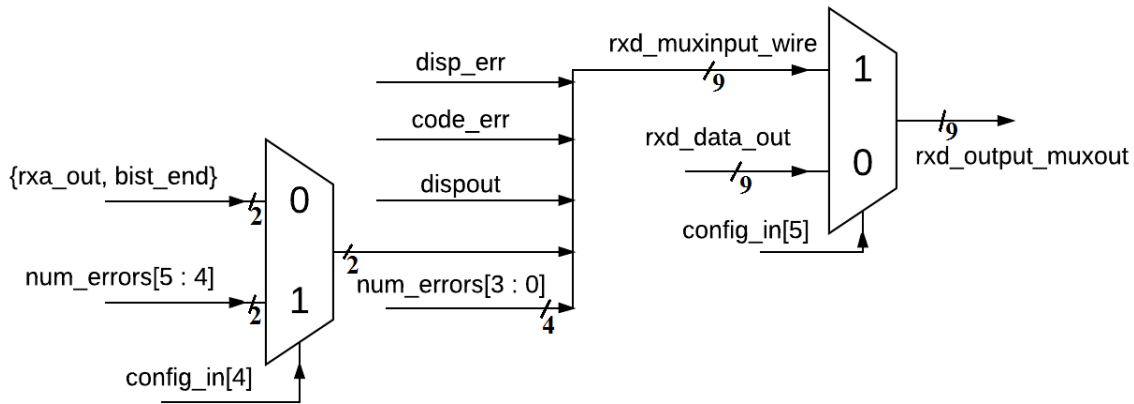 rxd_muxinput_wire
9
1
disp_err
code_err
rxd_data_out
9
0
9
rxd_output_muxout
{rxa_out, bist_end}
2
0
dispout
config_in[5]
2
num_errors[5 : 4]
2
1
num_errors[3 : 0]
4
config_in[4]